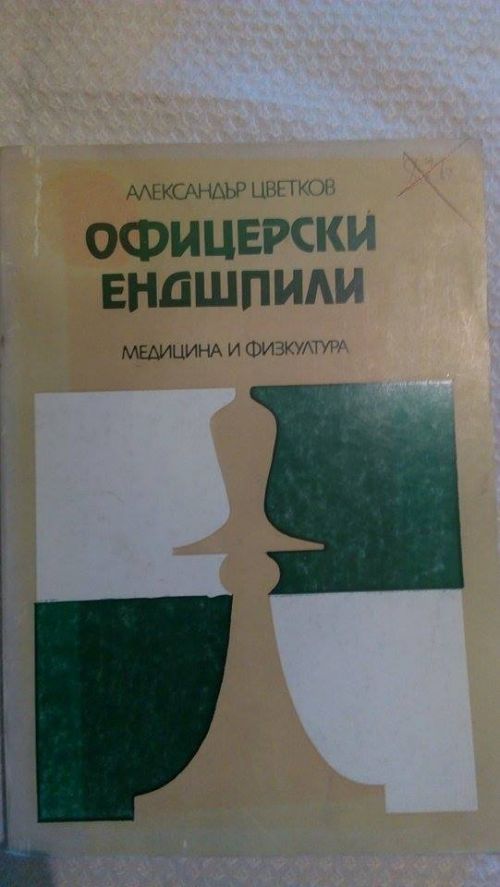 АЛЕКСАНДЪР ЦВЕТКОВ
ОФИЦЕРСКИ
ЕНДШПИЛИ
МЕДИЦИНА И ФИЗКУЛТУРА